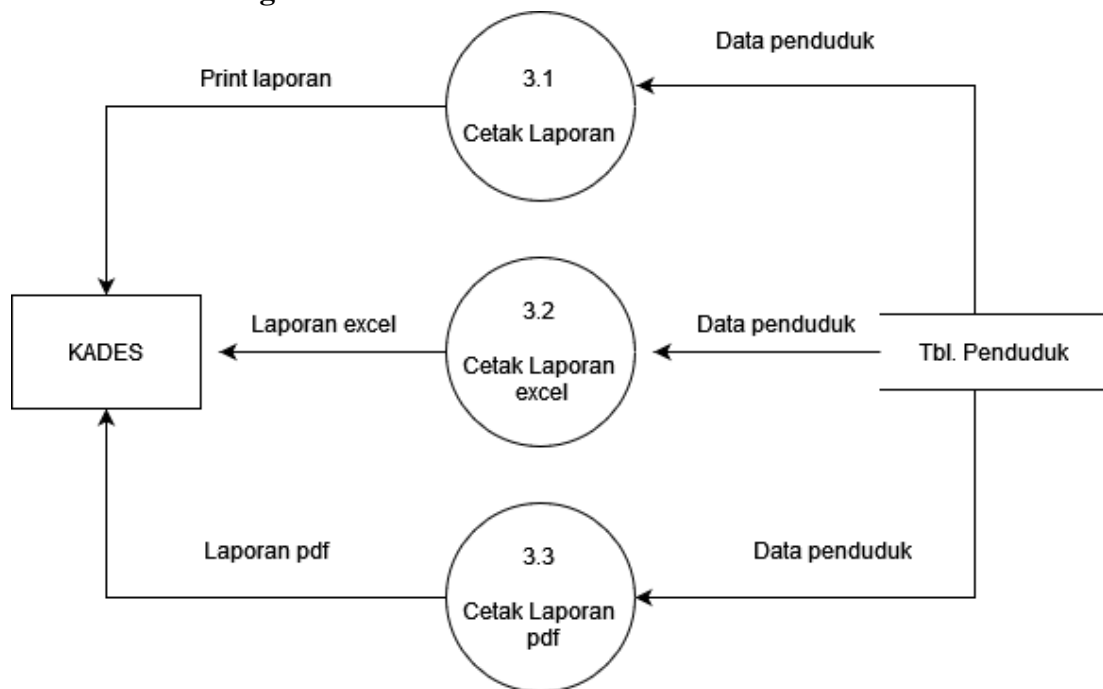 3.1
Cetak Laporan
Data penduduk
Print laporan
3.2
Cetak Laporan
excel
Laporan excel
Data penduduk
KADES
Tbl. Penduduk
3.3
Cetak Laporan
pdf
Laporan pdf
Data penduduk